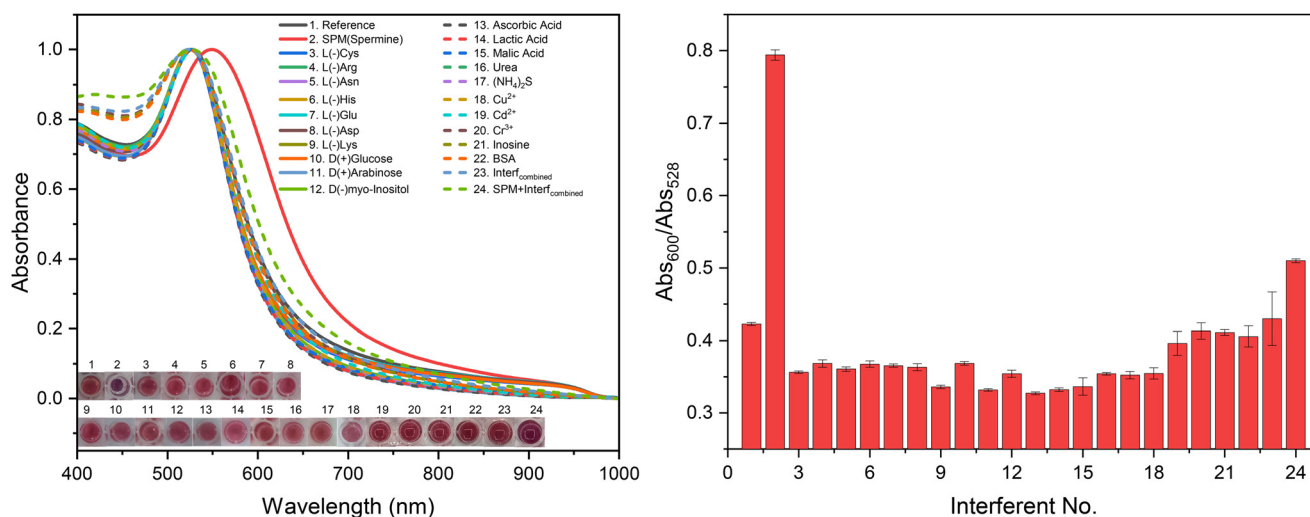 1. Reference
2. SPM(Spermine)
3. L(-)Cys
4. L(-)Arg
5. L(-)Asn
6. L(-)His
7. L(-)Glu
8. L(-)Asp
9. L(-)Lys
10. D(+)Glucose
11. D(+)Arabinose
12. D(-)myo-Inositol
13. Ascorbic Acid
14. Lactic Acid
15. Malic Acid
16. Urea
17. (NH4)2S
18. Cu2+
19. Cd2+
20. Cr3+
21. Inosine
22. BSA
23. Interfcombined
24. SPM+Interfcombined
Absorbance
1.0
0.8
0.6
0.4
0.2
0.0
1 2 3 4 5 6 7 8
9 10 11 12 13 14 15 16 17 18 19 20 21 22 23 24
400 500 600 700 800 900 1000
Wavelength (nm)
Abs600/Abs528
0.8
0.7
0.6
0.5
0.4
0.3
0 3 6 9 12 15 18 21 24
Interferent No.